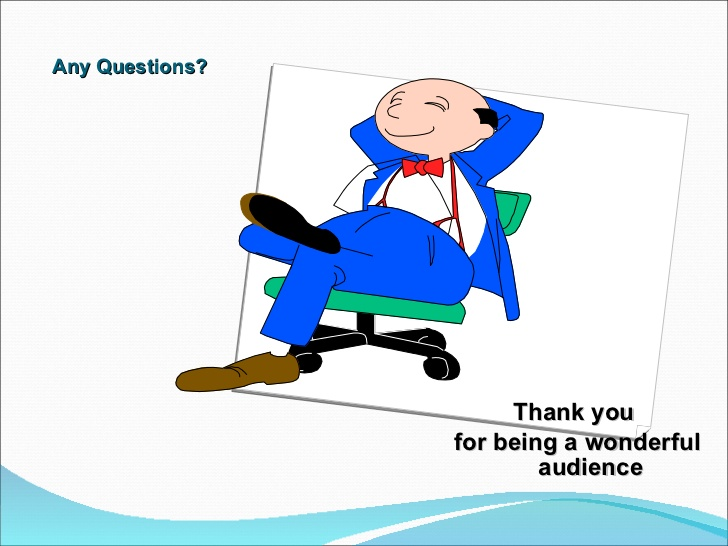 Any Questions?
Thank you
for being a wonderful
audience